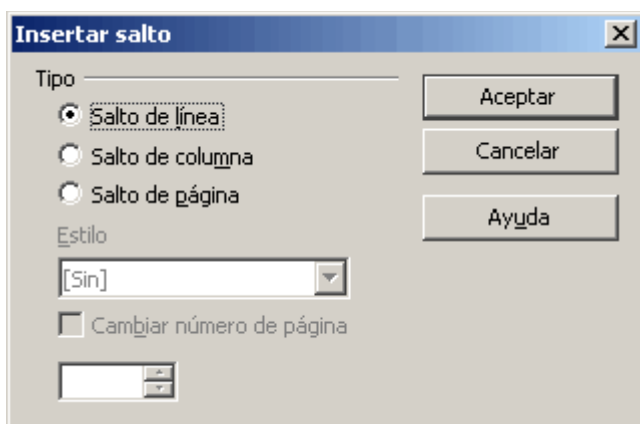 Insertar salto
Tipo
Salto de línea
Salto de columna
Salto de página
Estilo
[Sin]
Cambiar número de página
Aceptar
Cancelar
Ayuda